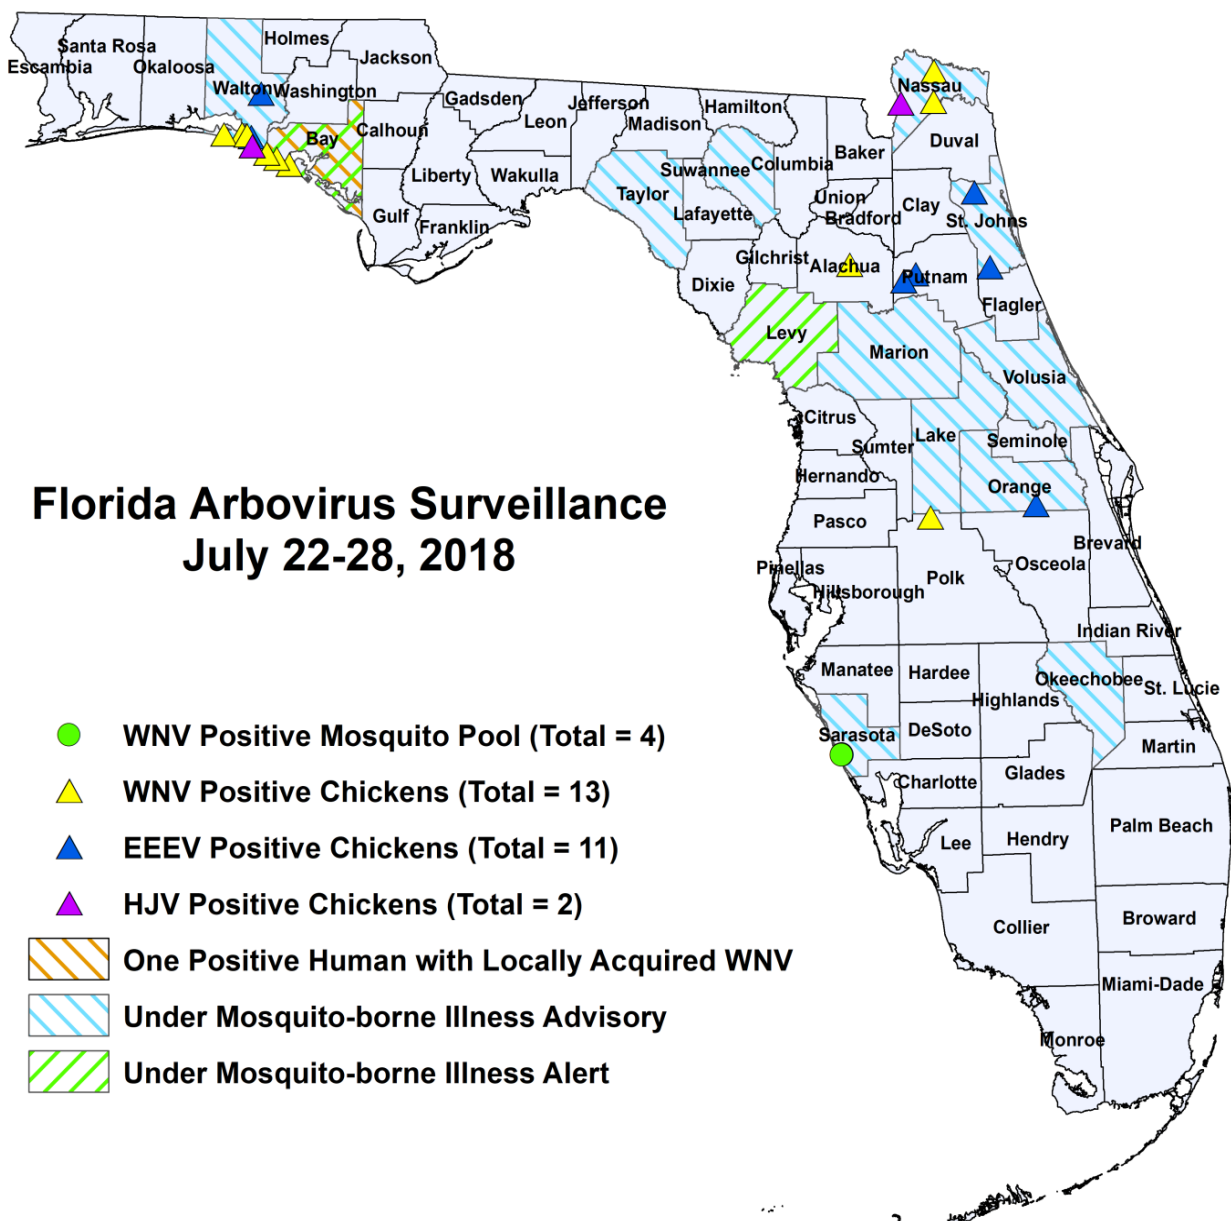 Holmes
Jackson
Santa Rosa
Escambia
Okaloosa
Walton
Washington
Gadsden
Jefferson
Hamilton
Leon
Madison
Bay
Calhoun
Nassau
Duval
Baker
Suwannee
Columbia
Liberty
Wakulla
Taylor
Union
Lafayette
Bradford
Clay
St. Johns
Gulf
Franklin
Gilchrist
Alachua
Putnam
Dixie
Flagler
Levy
Marion
Volusia
Citrus
Sumter
Lake
Seminole
Hernando
Orange
Florida Arbovirus Surveillance
July 22-28, 2018
Pasco
Brevard
Osceola
Pinellas
Polk
Hillsborough
Indian River
Manatee
Hardee
Okeechobee
St. Lucie
Highlands
Sarasota
DeSoto
Martin
Charlotte
Glades
Palm Beach
Lee
Hendry
Broward
Collier
Miami-Dade
Monroe
WNV Positive Mosquito Pool (Total = 4)
WNV Positive Chickens (Total = 13)
EEEV Positive Chickens (Total = 11)
HJV Positive Chickens (Total = 2)
One Positive Human with Locally Acquired WNV
Under Mosquito-borne Illness Advisory
Under Mosquito-borne Illness Alert